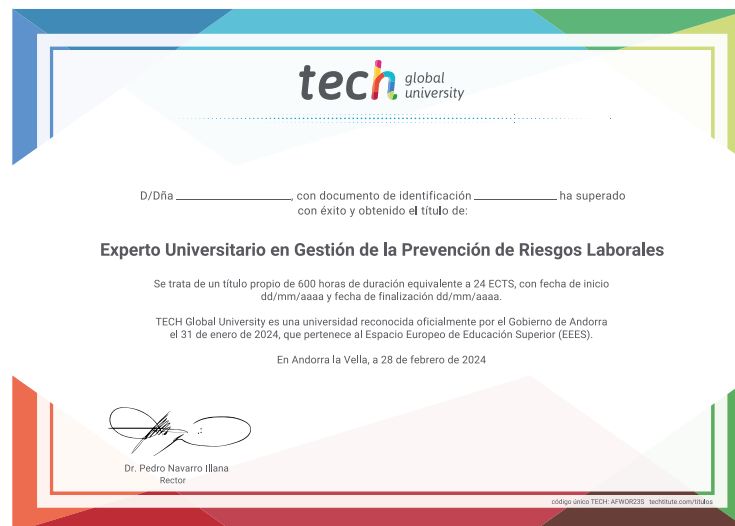 tech global
university
D/Dña ______________, con documento de identificación __________ ha superado
con éxito y obtenido el título de:
Experto Universitario en Gestión de la Prevención de Riesgos Laborales
Se trata de un título propio de 600 horas de duración equivalente a 24 ECTS, con fecha de inicio
dd/mm/aaaa y fecha de finalización dd/mm/aaaa.
TECH Global University es una universidad reconocida oficialmente por el Gobierno de Andorra
el 31 de enero de 2024, que pertenece al Espacio Europeo de Educación Superior (EEES).
En Andorra la Vella, a 28 de febrero de 2024
Dr. Pedro Navarro Illana
Rector
código único TECH: AFWOR23S techtitute.com/titulos